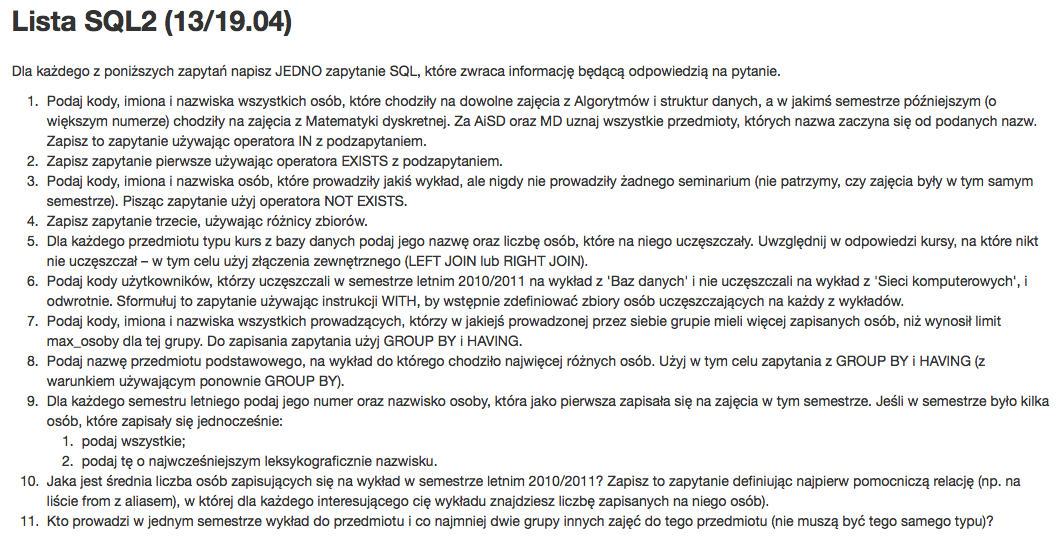 Lista SQL2 (13/19.04)
Dla każdego z poniższych zapytań napisz JEDNO zapytanie SQL, które zwraca informację będącą odpowiedzią na pytanie.
1. Podaj kody, imiona i nazwiska wszystkich osób, które chodziły na dowolne zajęcia z Algorytmów i struktur danych, a w jakimś semestrze późniejszym (o
większym numerze) chodziły na zajęcia z Matematyki dyskretnej. Za AiSD oraz MD uznaj wszystkie przedmioty, których nazwa zaczyna się od podanych nazw.
Zapisz to zapytanie używając operatora IN z podzapytaniem.
2. Zapisz zapytanie pierwsze używając operatora EXISTS z podzapytaniem.
3. Podaj kody, imiona i nazwiska osób, które prowadziły jakiś wykład, ale nigdy nie prowadziły żadnego seminarium (nie patrzymy, czy zajęcia były w tym samym
semestrze). Pisząc zapytanie użyj operatora NOT EXISTS.
4. Zapisz zapytanie trzecie, używając różnicy zbiorów.
5. Dla każdego przedmiotu typu kurs z bazy danych podaj jego nazwę oraz liczbę osób, które na niego uczęszczały. Uwzględnij w odpowiedzi kursy, na które nikt
nie uczęszczał – w tym celu użyj złączenia zewnętrznego (LEFT JOIN lub RIGHT JOIN).
6. Podaj kody użytkowników, którzy uczęszczali w semestrze letnim 2010/2011 na wykład z 'Baz danych' i nie uczęszczali na wykład z 'Sieci komputerowych', i
odwrotnie. Sformułuj to zapytanie używając instrukcji WITH, by wstępnie zdefiniować zbiory osób uczęszczających na każdy z wykładów.
7. Podaj kody, imiona i nazwiska wszystkich prowadzących, którzy w jakiejś prowadzonej przez siebie grupie mieli więcej zapisanych osób, niż wynosił limit
max_osoby dla tej grupy. Do zapisania zapytania użyj GROUP BY i HAVING.
8. Podaj nazwę przedmiotu podstawowego, na wykład do którego chodziło najwięcej różnych osób. Użyj w tym celu zapytania z GROUP BY i HAVING (z
warunkiem używającym ponownie GROUP BY).
9. Dla każdego semestru letniego podaj jego numer oraz nazwisko osoby, która jako pierwsza zapisała się na zajęcia w tym semestrze. Jeśli w semestrze było kilka
osób, które zapisały się jednocześnie:
1. podaj wszystkie;
2. podaj tę o najwcześniejszym leksykograficznie nazwisku.
10. Jaka jest średnia liczba osób zapisujących się na wykład w semestrze letnim 2010/2011? Zapisz to zapytanie definiując najpierw pomocniczą relację (np. na
liście from z aliasem), w której dla każdego interesującego cię wykładu znajdziesz liczbę zapisanych na niego osób).
11. Kto prowadzi w jednym semestrze wykład do przedmiotu i co najmniej dwie grupy innych zajęć do tego przedmiotu (nie muszą być tego samego typu)?